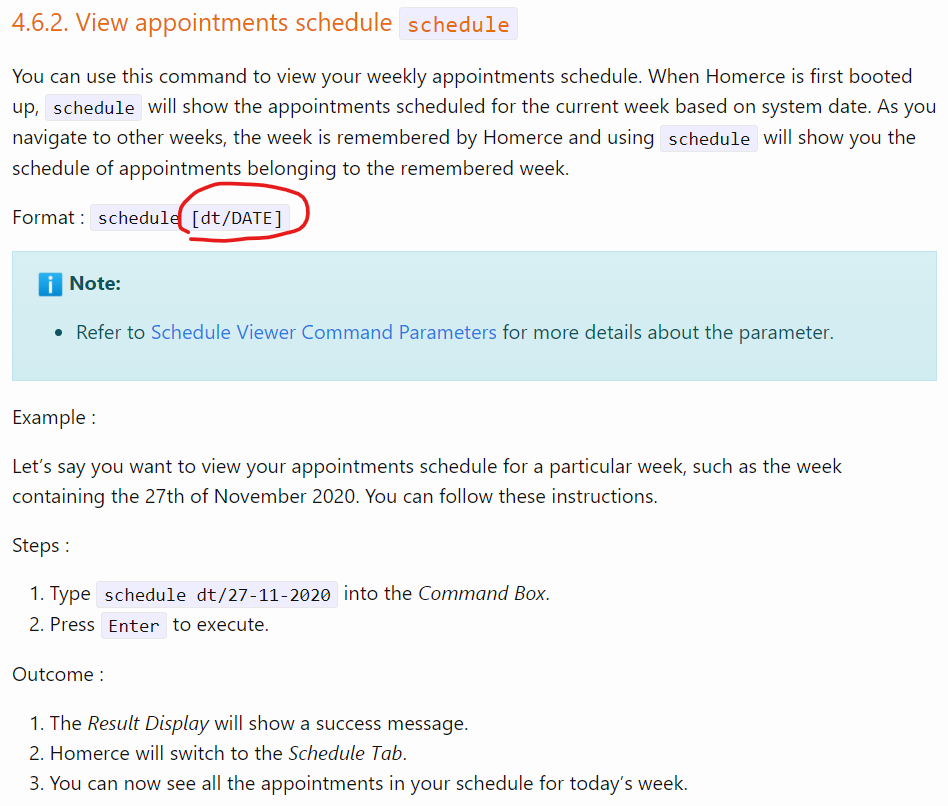 4.6.2. View appointments schedule schedule
You can use this command to view your weekly appointments schedule. When Homerce is first booted
up, schedule will show the appointments scheduled for the current week based on system date. As you
navigate to other weeks, the week is remembered by Homerce and using schedule will show you the
schedule of appointments belonging to the remembered week.
Format : schedule [dt/DATE]
Note:
• Refer to Schedule Viewer Command Parameters for more details about the parameter.
Example :
Let's say you want to view your appointments schedule for a particular week, such as the week
containing the 27th of November 2020. You can follow these instructions.
Steps :
1. Type schedule dt/27-11-2020 into the Command Box.
2. Press Enter to execute.
Outcome :
1. The Result Display will show a success message.
2. Homerce will switch to the Schedule Tab.
3. You can now see all the appointments in your schedule for today's week.